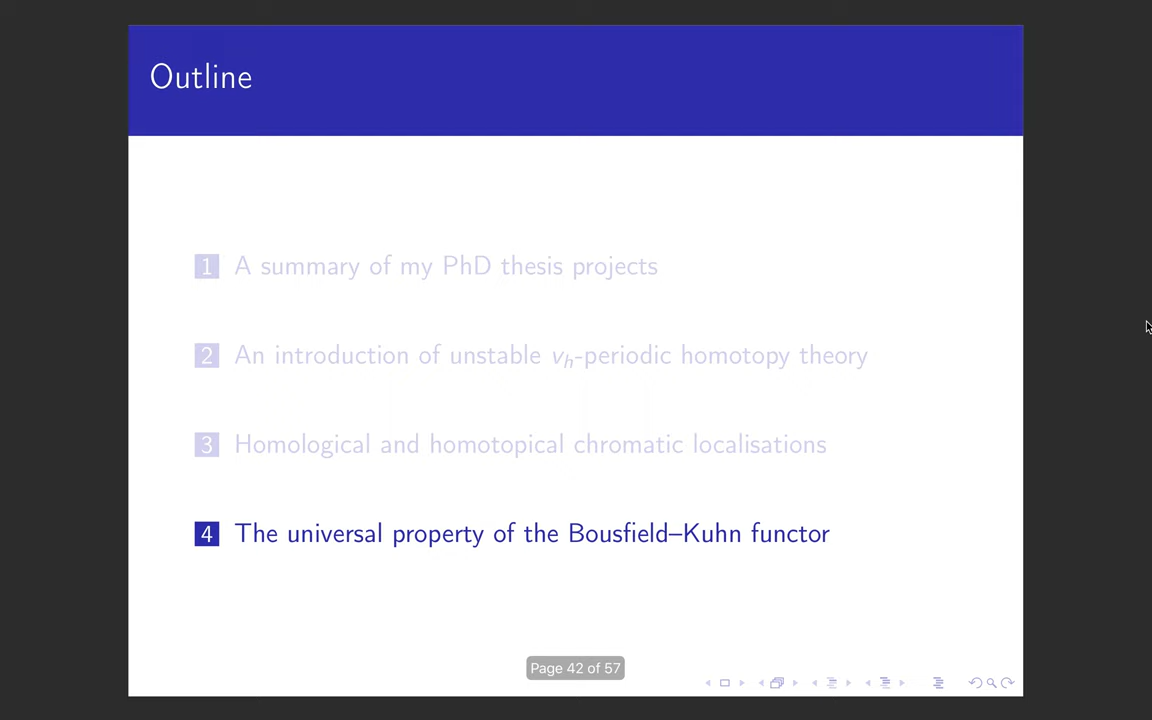 Outline
1 A summary of my PhD thesis projects
2 An introduction of unstable v_h-periodic homotopy theory
3 Homological and homotopical chromatic localisations
4 The universal property of the Bousfield–Kuhn functor
Page 42 of 57